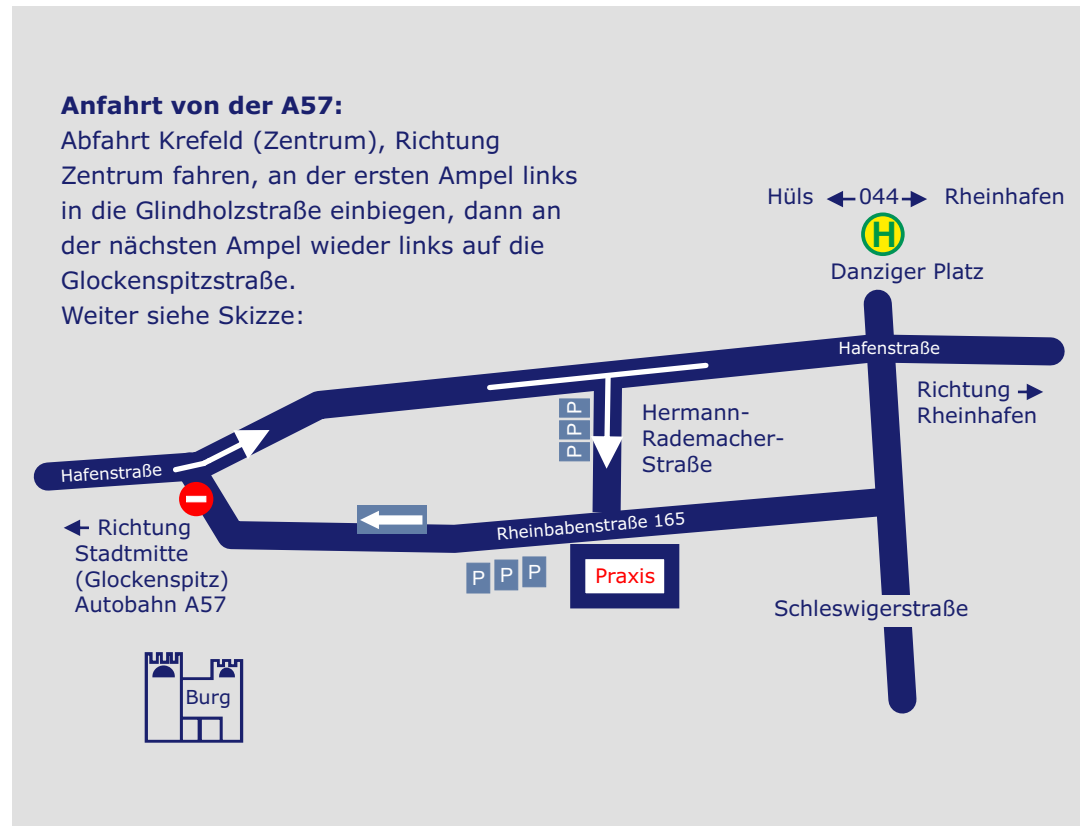 Anfahrt von der A57:
Abfahrt Krefeld (Zentrum), Richtung
Zentrum fahren, an der ersten Ampel links
in die Glindholzstraße einbiegen, dann an
der nächsten Ampel wieder links auf die
Glockenspitzstraße.
Weiter siehe Skizze:
Hüls 044 Rheinhafen
H
Danziger Platz
Hafenstraße
Richtung
Rheinhafen
P
P
P
Hermann-
Rademacher-
Straße
Hafenstraße
Richtung
Stadtmitte
(Glockenspitz)
Autobahn A57
Rheinbabenstraße 165
P P P
Praxis
Schleswigerstraße
Burg